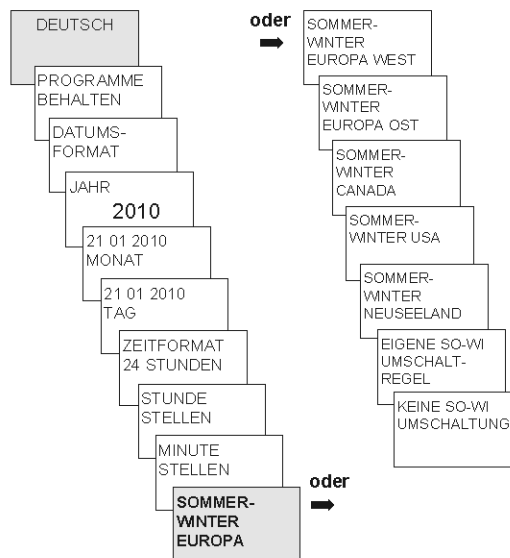 DEUTSCH
PROGRAMME
BEHALTEN
DATUMS-
FORMAT
JAHR
2010
21 01 2010
MONAT
21 01 2010
TAG
ZEITFORMAT
24 STUNDEN
STUNDE
STELLEN
MINUTE
STELLEN
SOMMER-
WINTER
EUROPA
oder
oder
SOMMER-
WINTER
EUROPA WEST
SOMMER-
WINTER
EUROPA OST
SOMMER-
WINTER
CANADA
SOMMER-
WINTER USA
SOMMER-
WINTER
NEUSEELAND
EIGENE SO-WI
UMSCHALT-
REGEL
KEINE SO-WI
UMSCHALTUNG